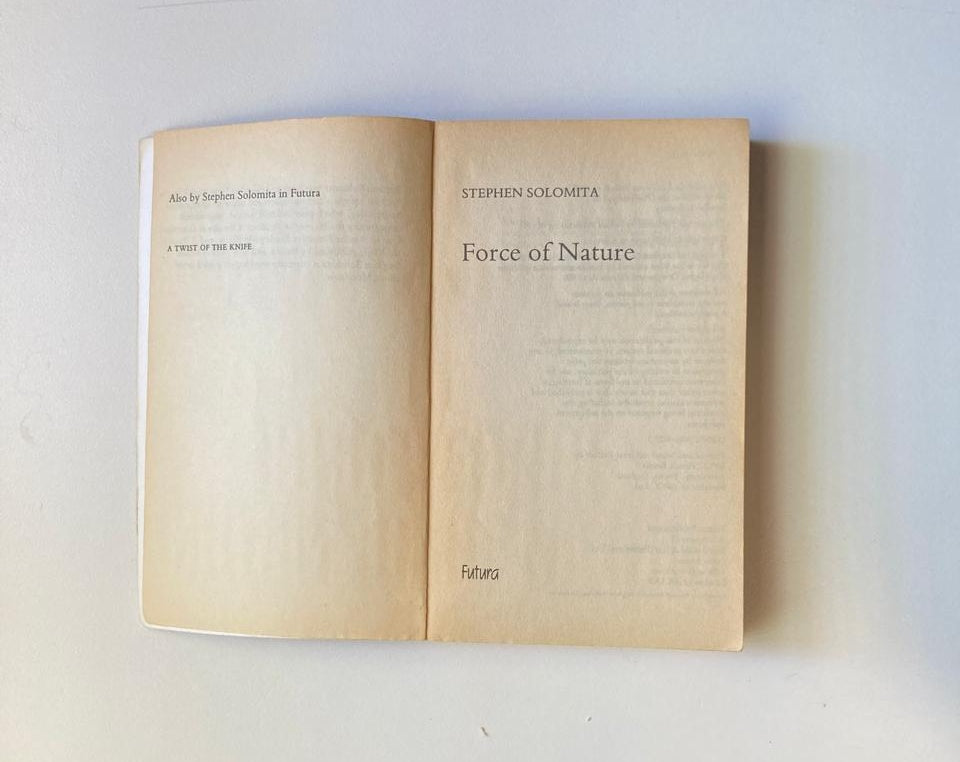 Also by Stephen Solomita in Futura
A TWIST OF THE KNIFE
STEPHEN SOLOMITA
Force of Nature
Futura